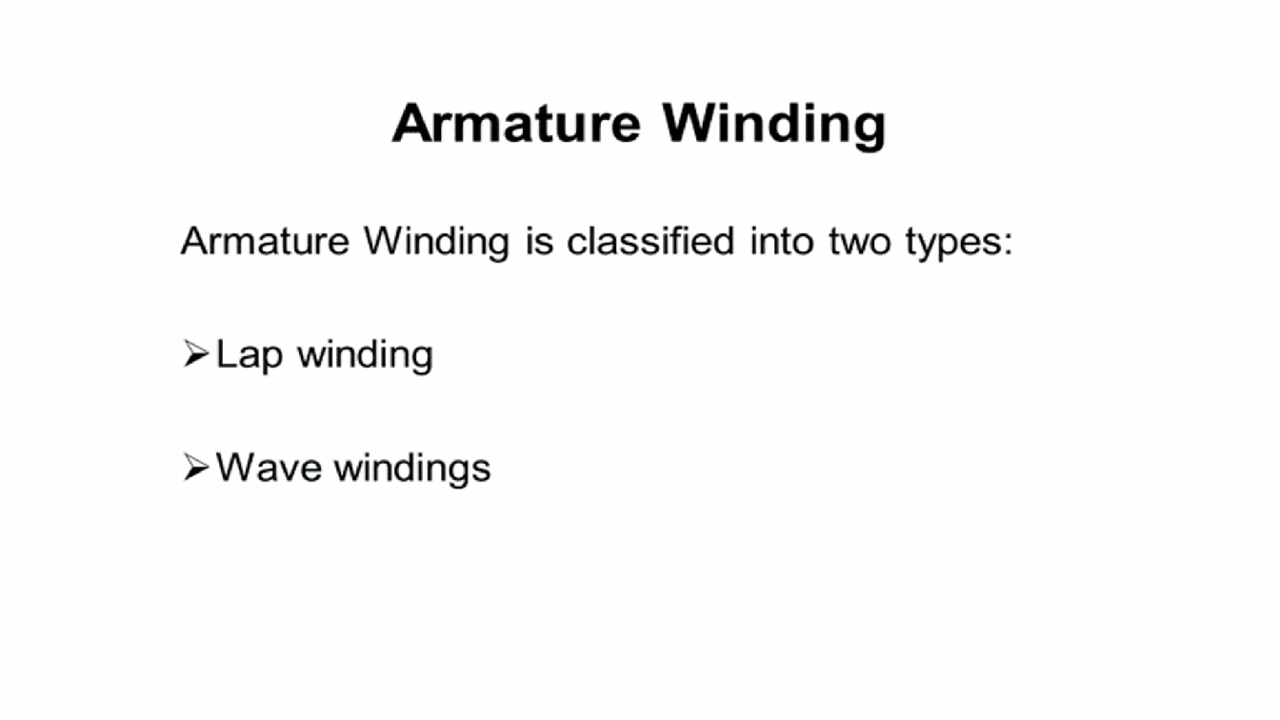 Armature Winding
Armature Winding is classified into two types:
➢Lap winding
➢Wave windings